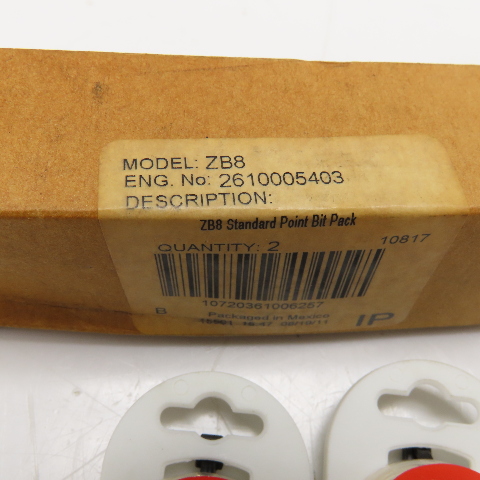 MODEL: ZB8
ENG. No: 2610005403
DESCRIPTION:
ZB8 Standard Point Bit Pack
QUANTITY: 2 10817
10720361006257
B Packaged in Mexico
IP